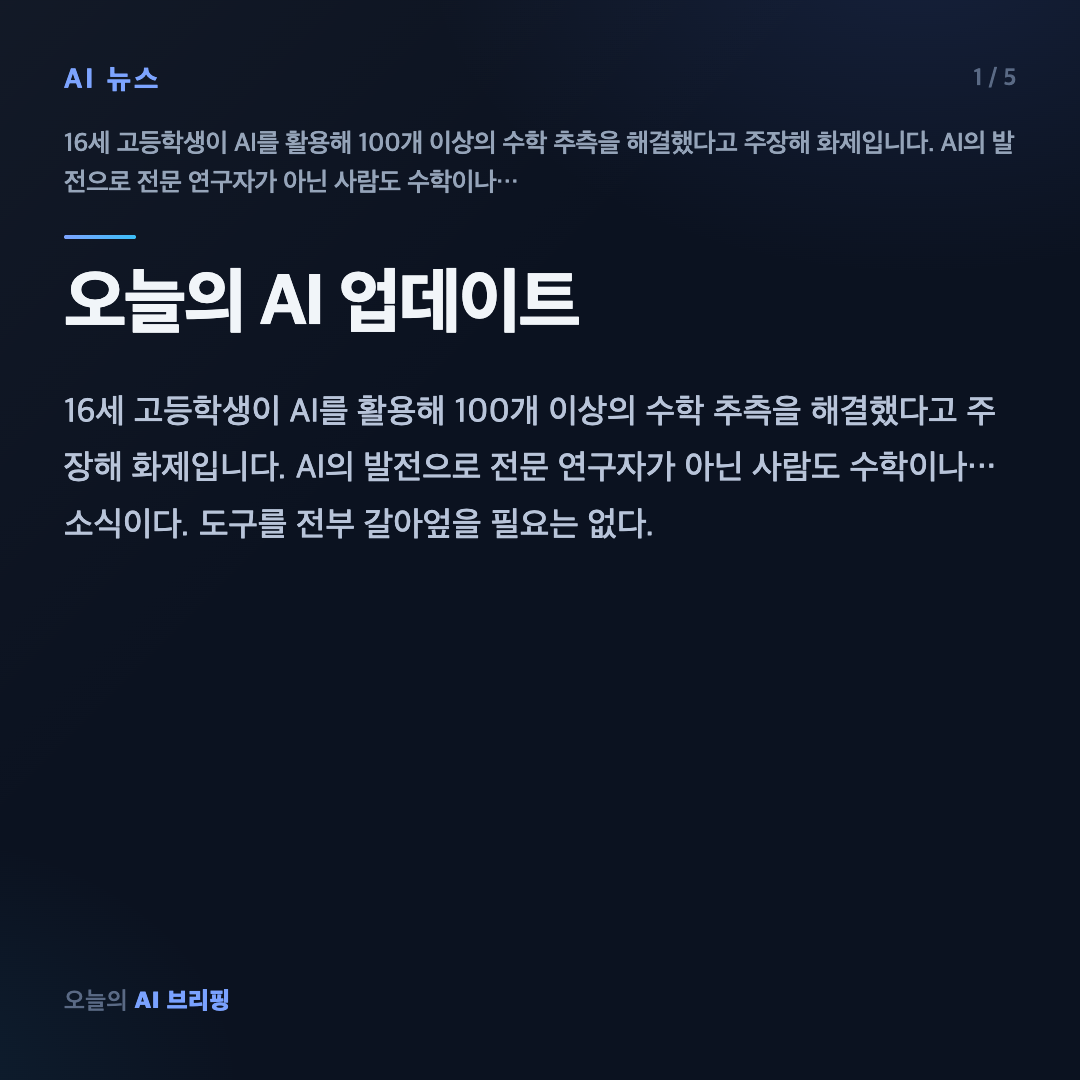 AI 뉴스
1 / 5
16세 고등학생이 AI를 활용해 100개 이상의 수학 추측을 해결했다고 주장해 화제입니다. AI의 발
전으로 전문 연구자가 아닌 사람도 수학이나…
오늘의 AI 업데이트
16세 고등학생이 AI를 활용해 100개 이상의 수학 추측을 해결했다고 주
장해 화제입니다. AI의 발전으로 전문 연구자가 아닌 사람도 수학이나…
소식이다. 도구를 전부 갈아엎을 필요는 없다.
오늘의 AI 브리핑